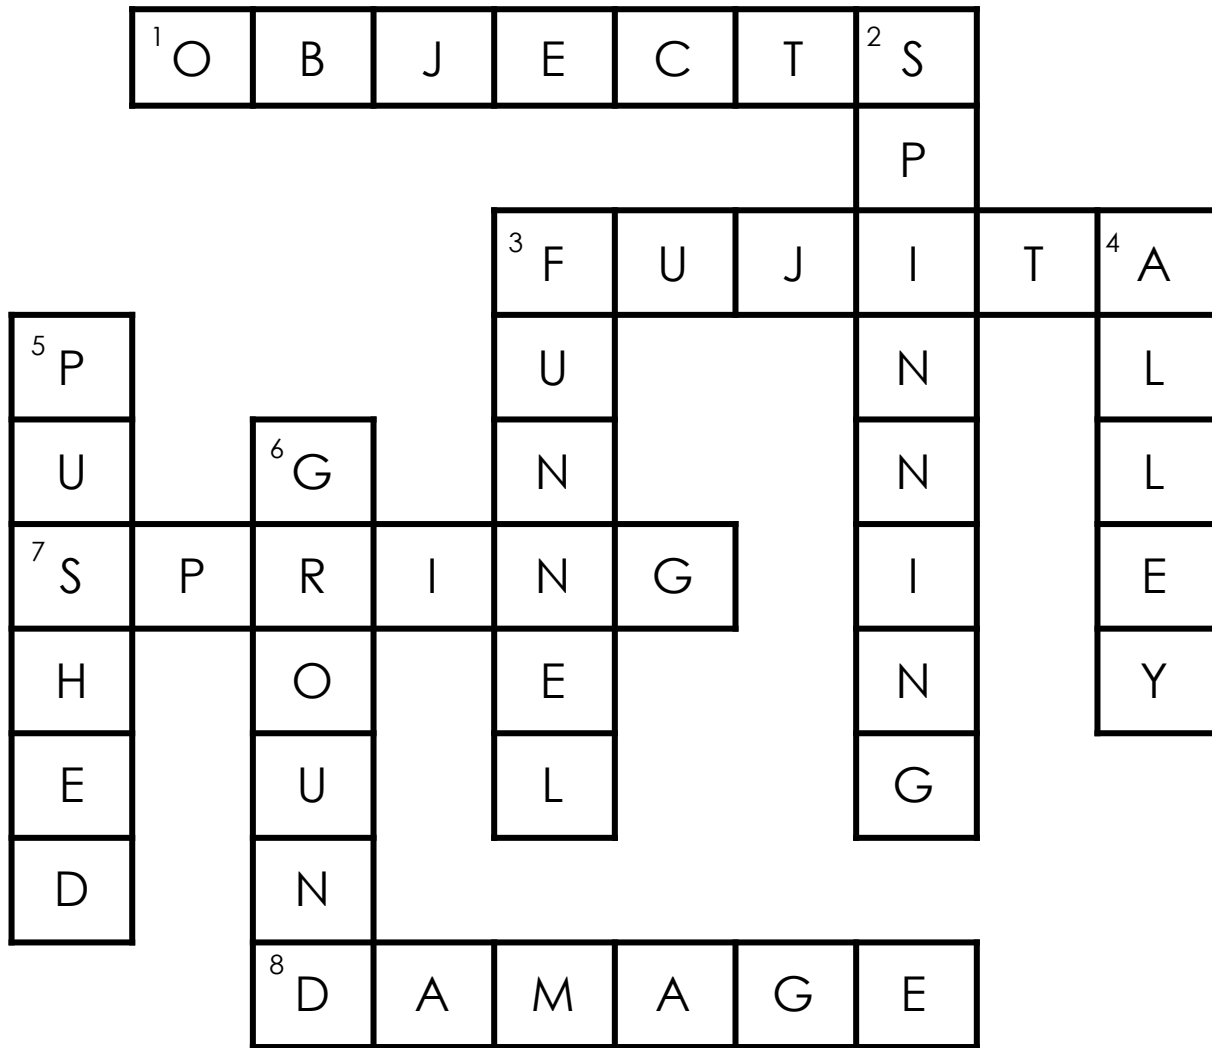 1 O B J E C T 2 S
P
3 F U J I T 4 A
5 P U N L
U 6 G N N L
7 S P R I N G I E
H O E N Y
E U L G
D N
8 D A M A G E